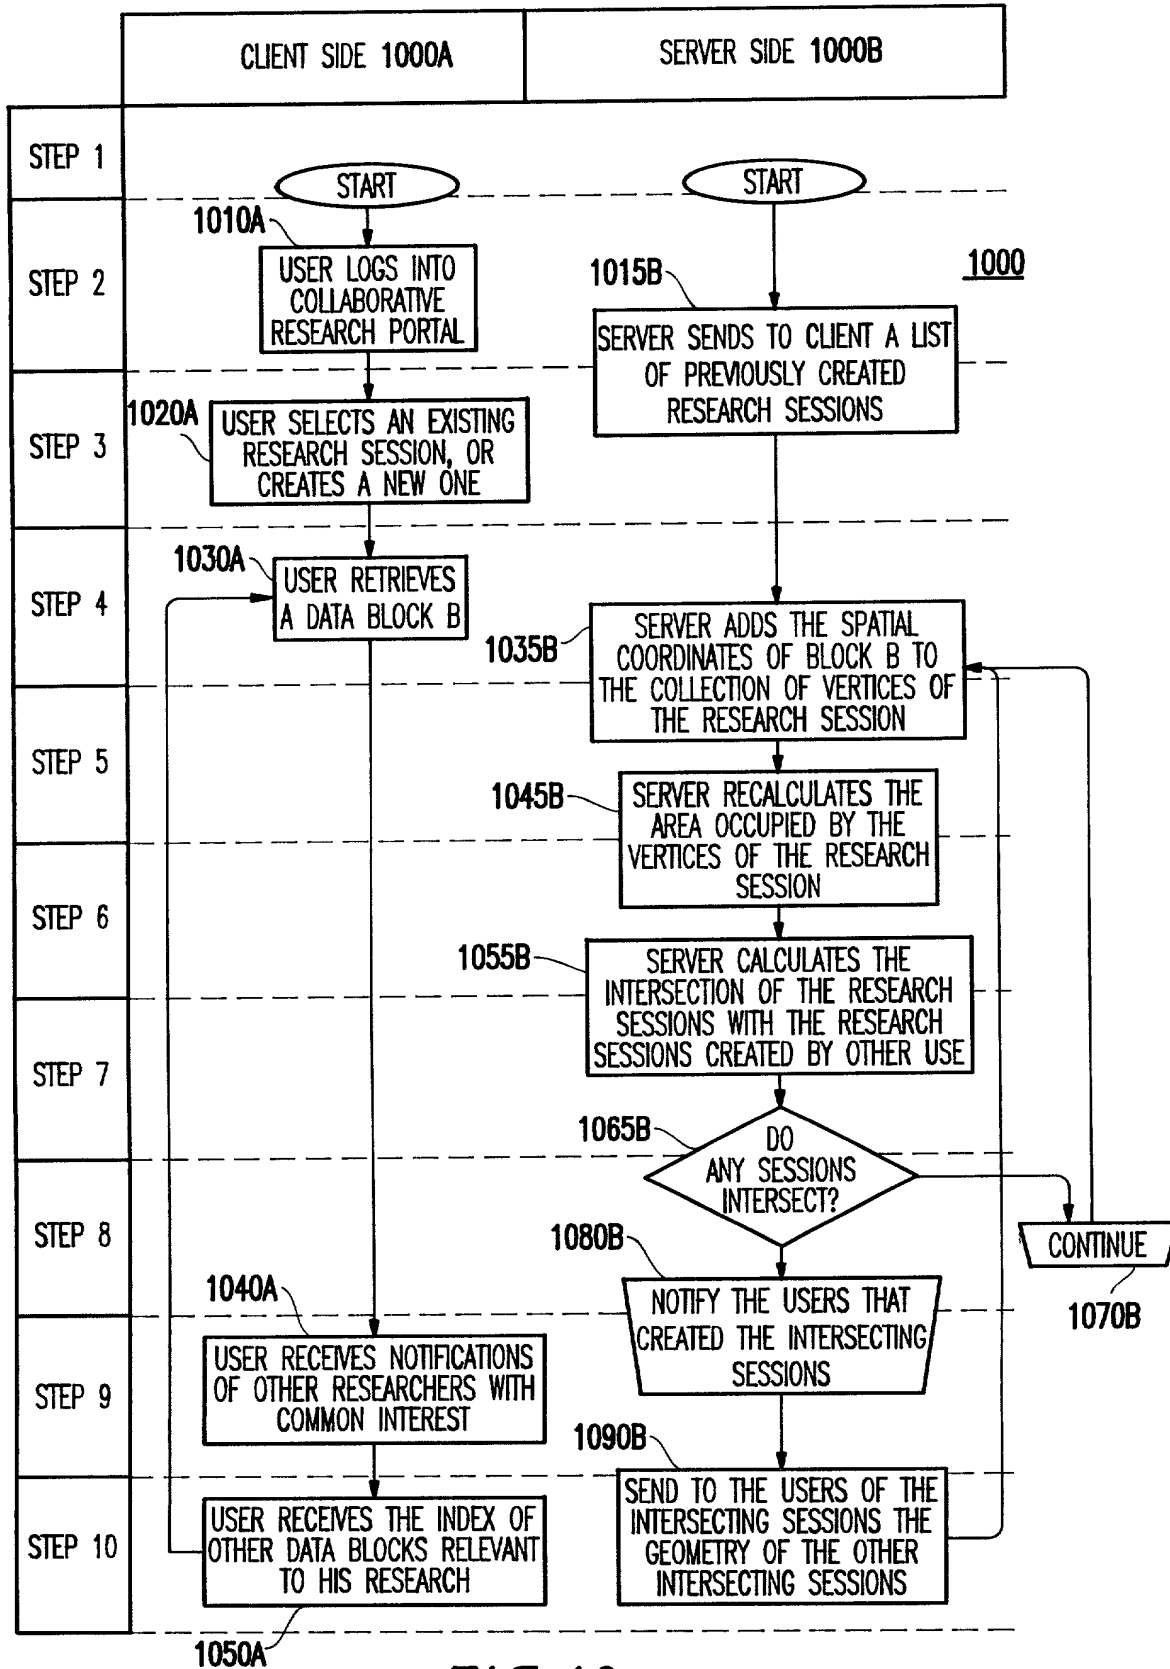 CLIENT SIDE 1000A
SERVER SIDE 1000B
STEP 1
START
START
STEP 2
1010A
USER LOGS INTO
COLLABORATIVE
RESEARCH PORTAL
1015B
1000
SERVER SENDS TO CLIENT A LIST
OF PREVIOUSLY CREATED
RESEARCH SESSIONS
STEP 3
1020A
USER SELECTS AN EXISTING
RESEARCH SESSION, OR
CREATES A NEW ONE
STEP 4
1030A
USER RETRIEVES
A DATA BLOCK B
1035B
SERVER ADDS THE SPATIAL
COORDINATES OF BLOCK B TO
THE COLLECTION OF VERTICES OF
THE RESEARCH SESSION
STEP 5
1045B
SERVER RECALCULATES THE
AREA OCCUPIED BY THE
VERTICES OF THE RESEARCH
SESSION
STEP 6
1055B
SERVER CALCULATES THE
INTERSECTION OF THE RESEARCH
SESSIONS WITH THE RESEARCH
SESSIONS CREATED BY OTHER USE
STEP 7
1065B
DO
ANY SESSIONS
INTERSECT?
STEP 8
CONTINUE
1070B
1080B
NOTIFY THE USERS THAT
CREATED THE INTERSECTING
SESSIONS
STEP 9
1040A
USER RECEIVES NOTIFICATIONS
OF OTHER RESEARCHERS WITH
COMMON INTEREST
1090B
SEND TO THE USERS OF THE
INTERSECTING SESSIONS THE
GEOMETRY OF THE OTHER
INTERSECTING SESSIONS
STEP 10
USER RECEIVES THE INDEX OF
OTHER DATA BLOCKS RELEVANT
TO HIS RESEARCH
1050A